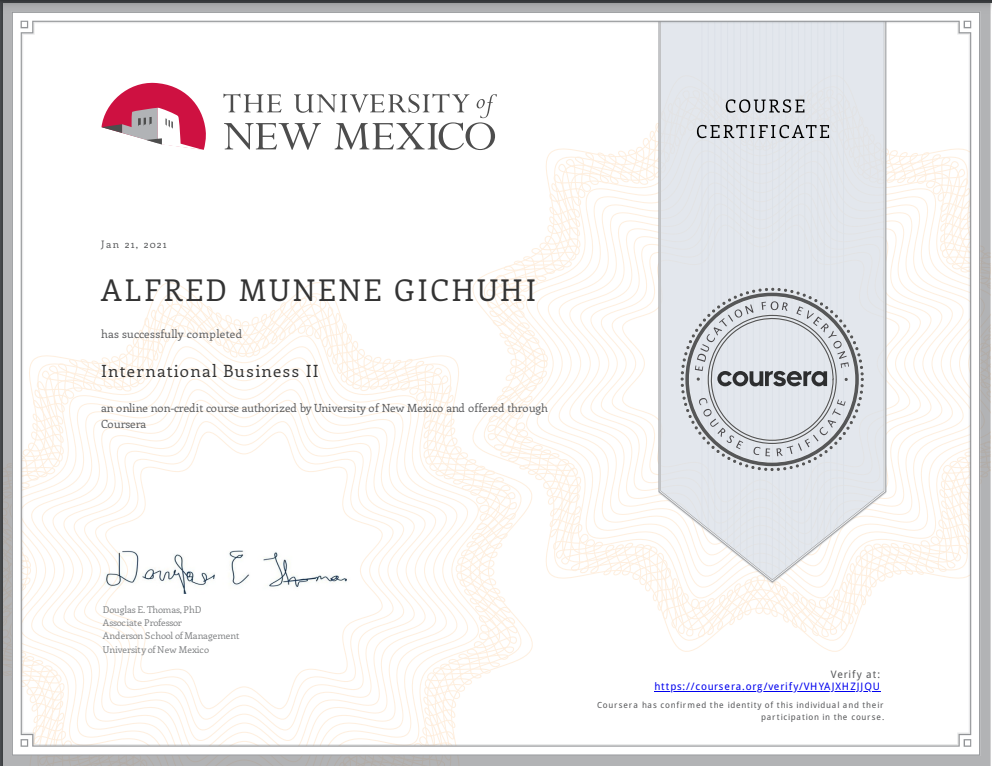 THE UNIVERSITY of
NEW MEXICO
COURSE
CERTIFICATE
Jan 21, 2021
ALFRED MUNENE GICHUHI
has successfully completed
International Business II
an online non-credit course authorized by University of New Mexico and offered through
Coursera
EDUCATION FOR EVERYONE
coursera
COURSE CERTIFICATE
Douglas E Thomas
Douglas E. Thomas, PhD
Associate Professor
Anderson School of Management
University of New Mexico
Verify at:
https://coursera.org/verify/VHYAJXHZJJQU
Coursera has confirmed the identity of this individual and their
participation in the course.